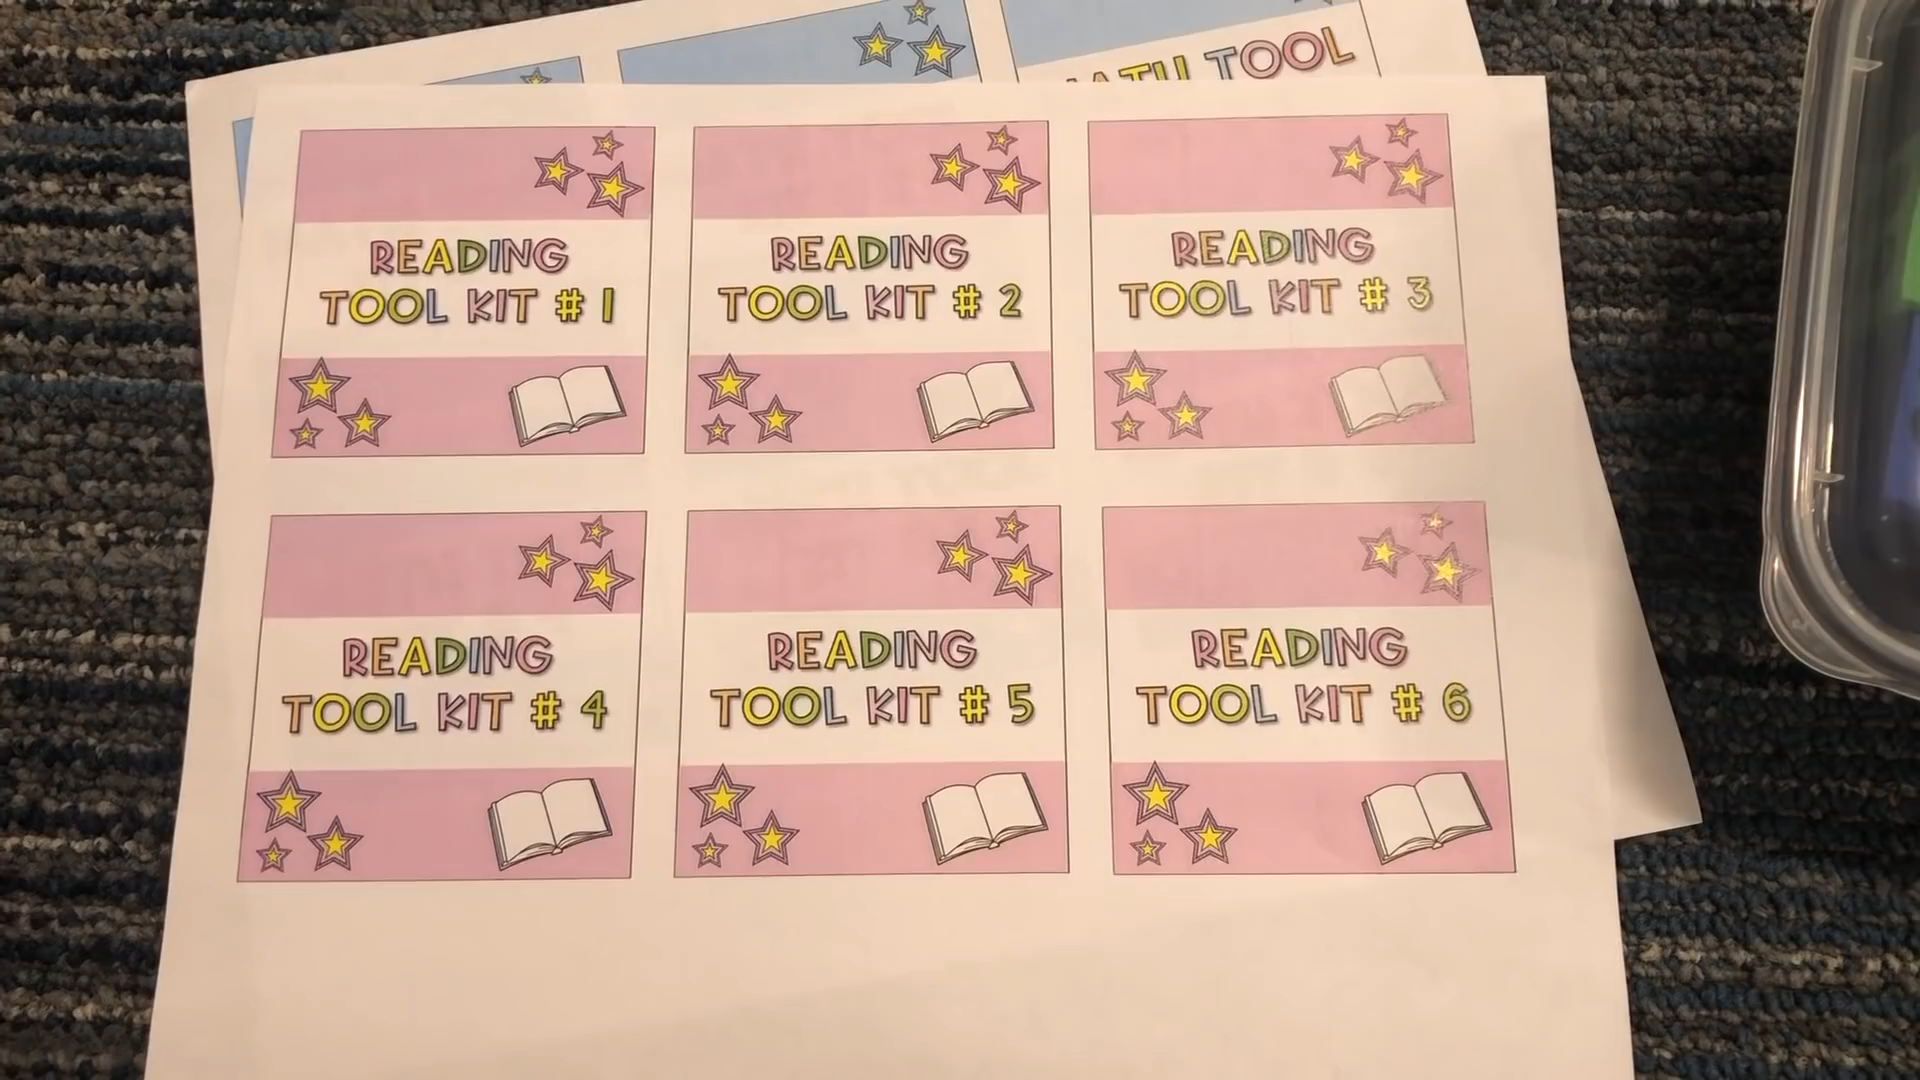 TOOL
READING
TOOL KIT # 1
READING
TOOL KIT # 2
READING
TOOL KIT # 3
READING
TOOL KIT # 4
READING
TOOL KIT # 5
READING
TOOL KIT # 6